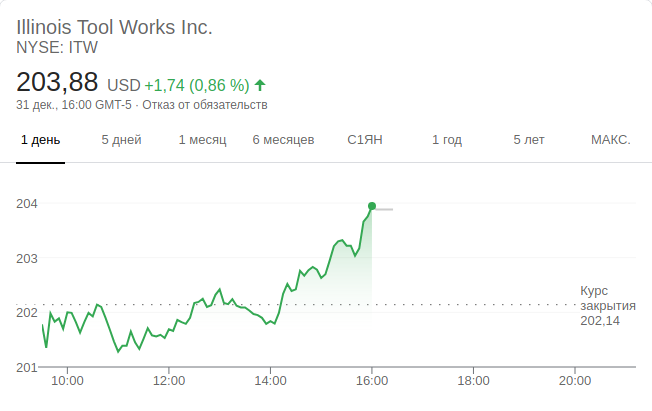 Illinois Tool Works Inc.
NYSE: ITW
203,88 USD +1,74 (0,86 %)
31 дек., 16:00 GMT-5 · Отказ от обязательств
1 день 5 дней 1 месяц 6 месяцев С1ЯН 1 год 5 лет МАКС.
204
203
Курс
закрытия
202,14
202
201
10:00 12:00 14:00 16:00 18:00 20:00